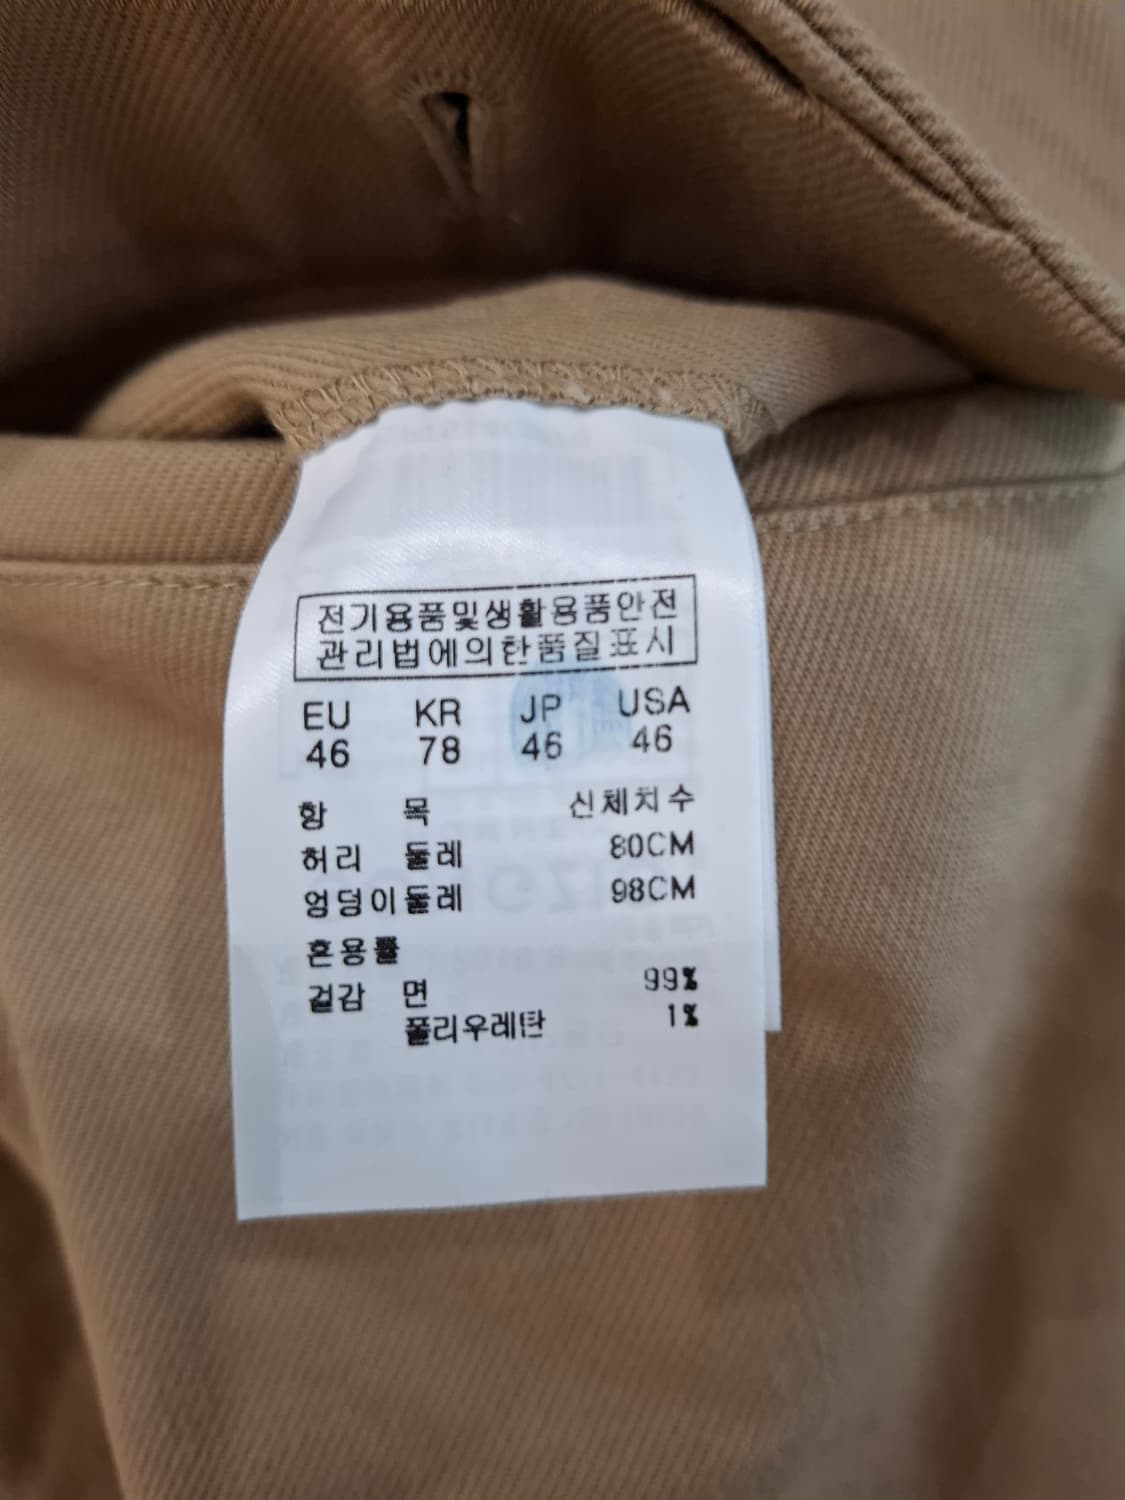 전기용품및생활용품안전
관리법에의한품질표시
EU KR JP USA
46 78 46 46
항 목 신체치수
허리 둘레 80CM
엉덩이둘레 98CM
혼용률
겉감 면 99%
폴리우레탄 1%